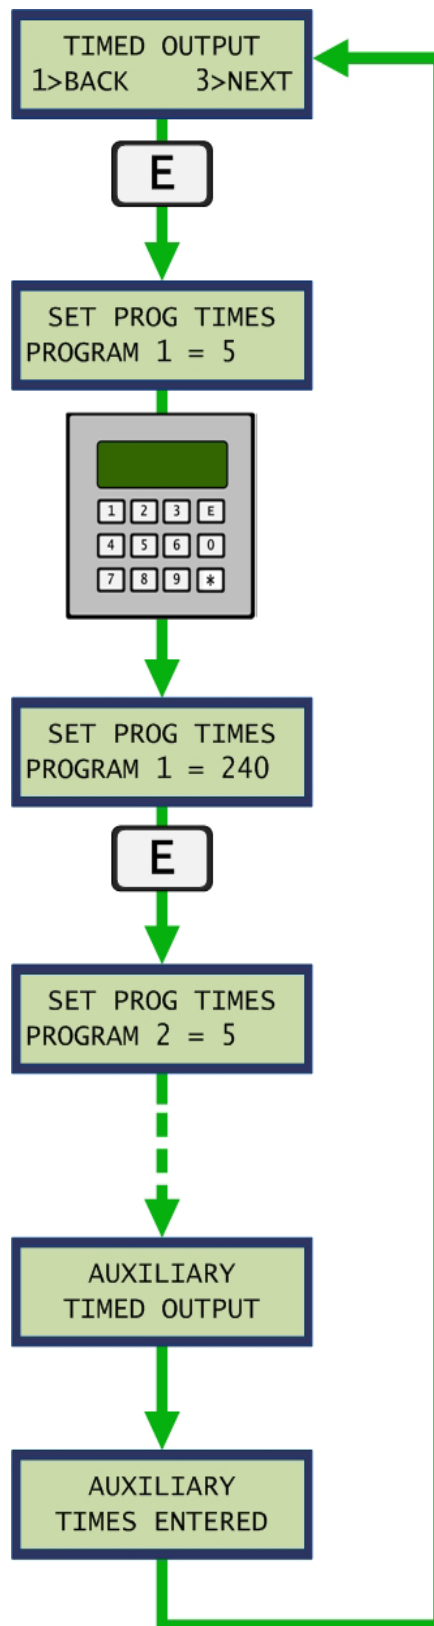 TIMED OUTPUT
1>BACK 3>NEXT
E
SET PROG TIMES
PROGRAM 1 = 5
1 2 3 E
4 5 6 0
7 8 9 *
SET PROG TIMES
PROGRAM 1 = 240
E
SET PROG TIMES
PROGRAM 2 = 5
AUXILIARY
TIMED OUTPUT
AUXILIARY
TIMES ENTERED